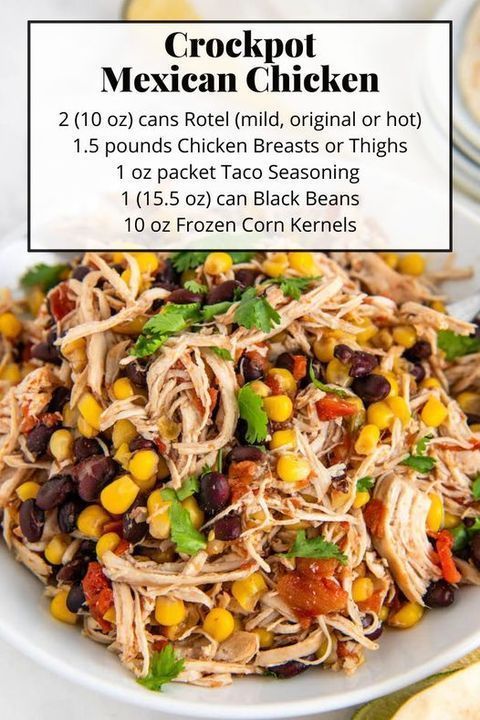 Crockpot
Mexican Chicken
2 (10 oz) cans Rotel (mild, original or hot)
1.5 pounds Chicken Breasts or Thighs
1 oz packet Taco Seasoning
1 (15.5 oz) can Black Beans
10 oz Frozen Corn Kernels